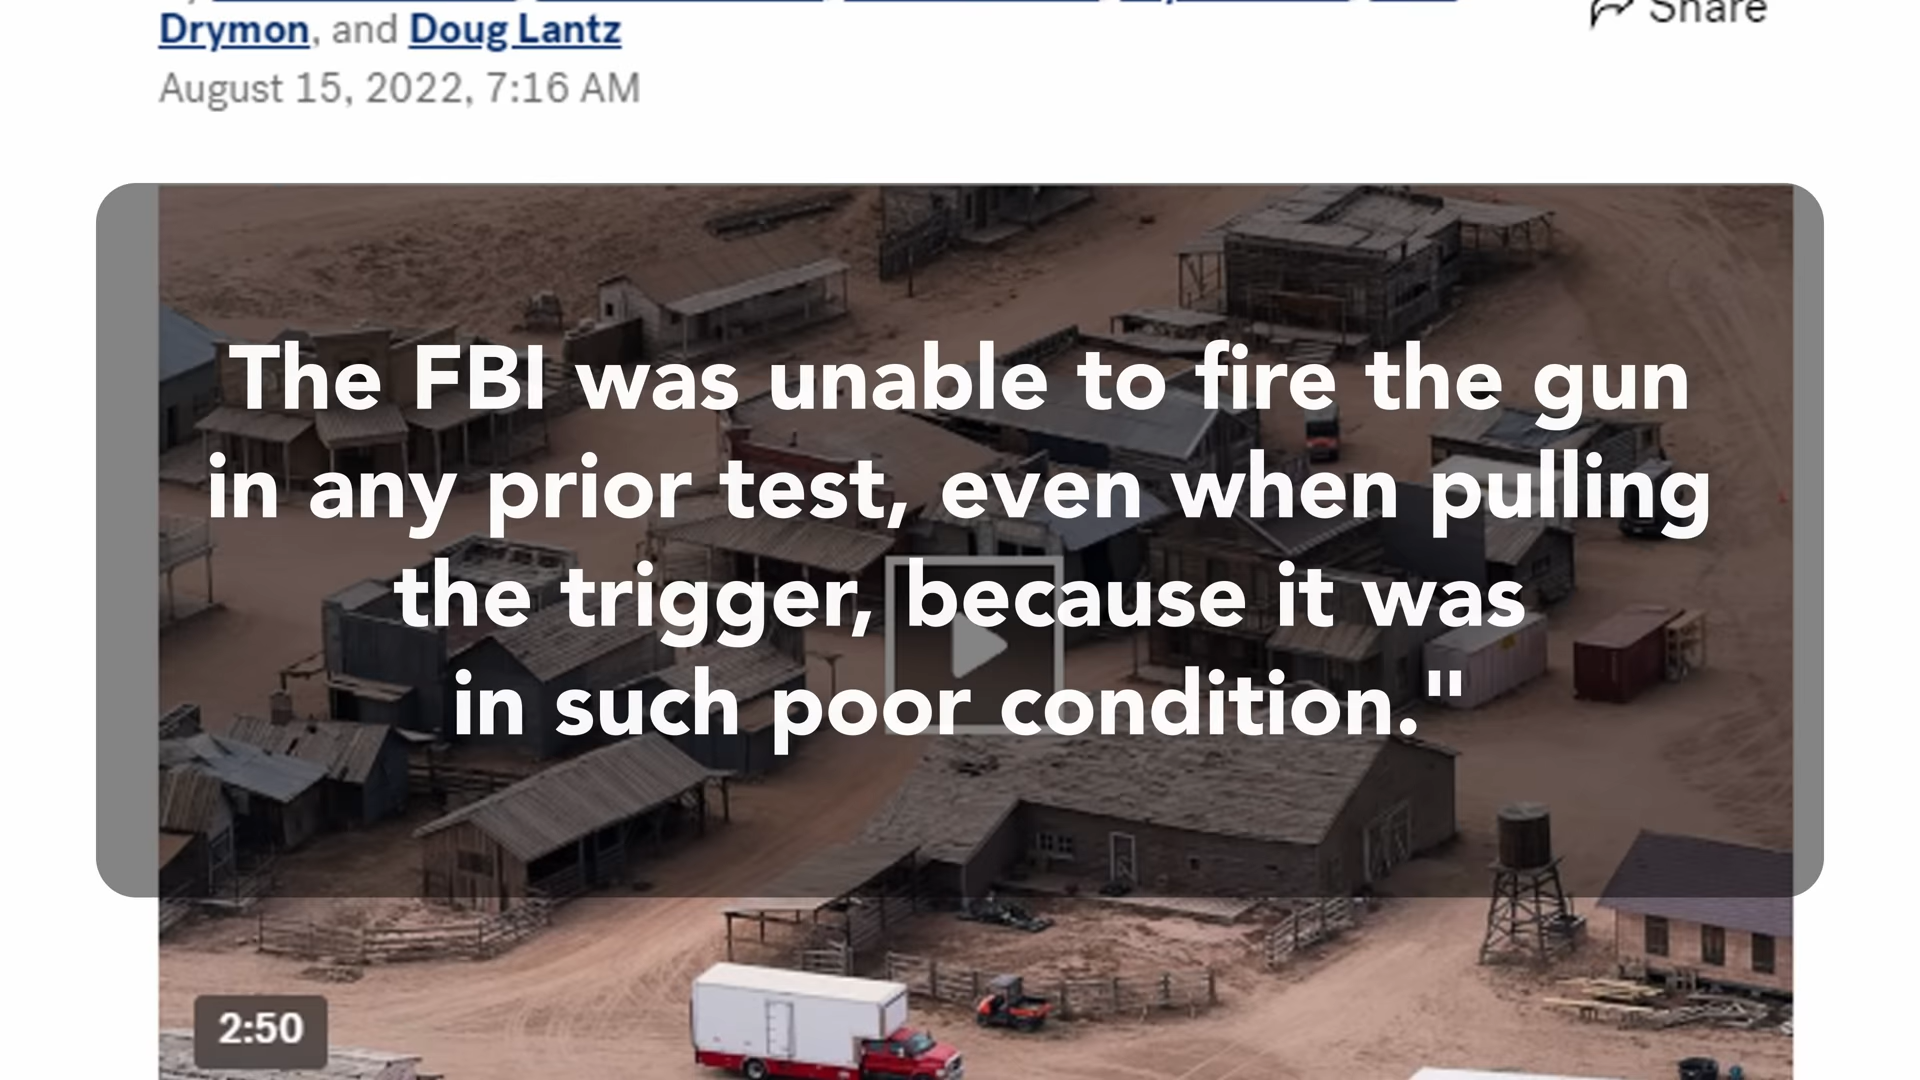 Drymon, and Doug Lantz
Share
August 15, 2022, 7:16 AM
The FBI was unable to fire the gun
in any prior test, even when pulling
the trigger, because it was
in such poor condition."
2:50